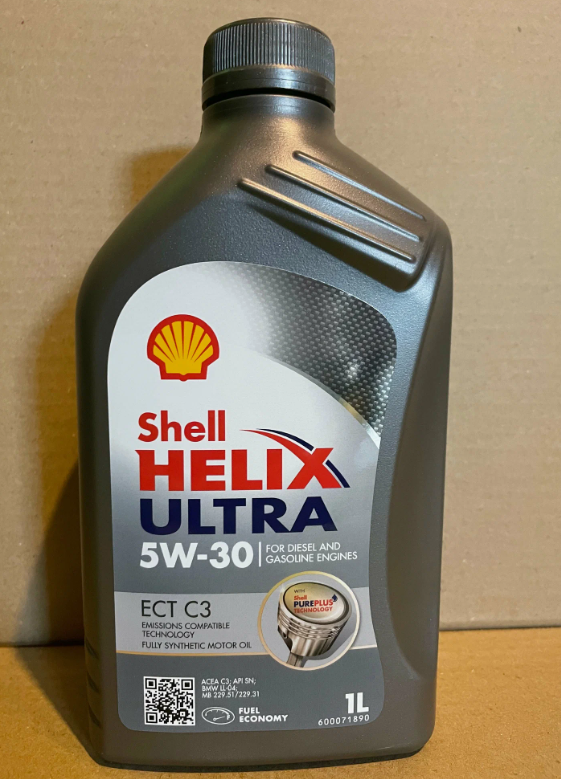 Shell
HELIX
ULTRA
5W-30
FOR DIESEL AND
GASOLINE ENGINES
ECT C3
EMISSIONS COMPATIBLE
TECHNOLOGY
FULLY SYNTHETIC MOTOR OIL
WITH
Shell
PUREPLUS
TECHNOLOGY
ACEA C3; API SN;
BMW LL-04;
MB 229.51/229.31
FUEL
ECONOMY
1L
600071890